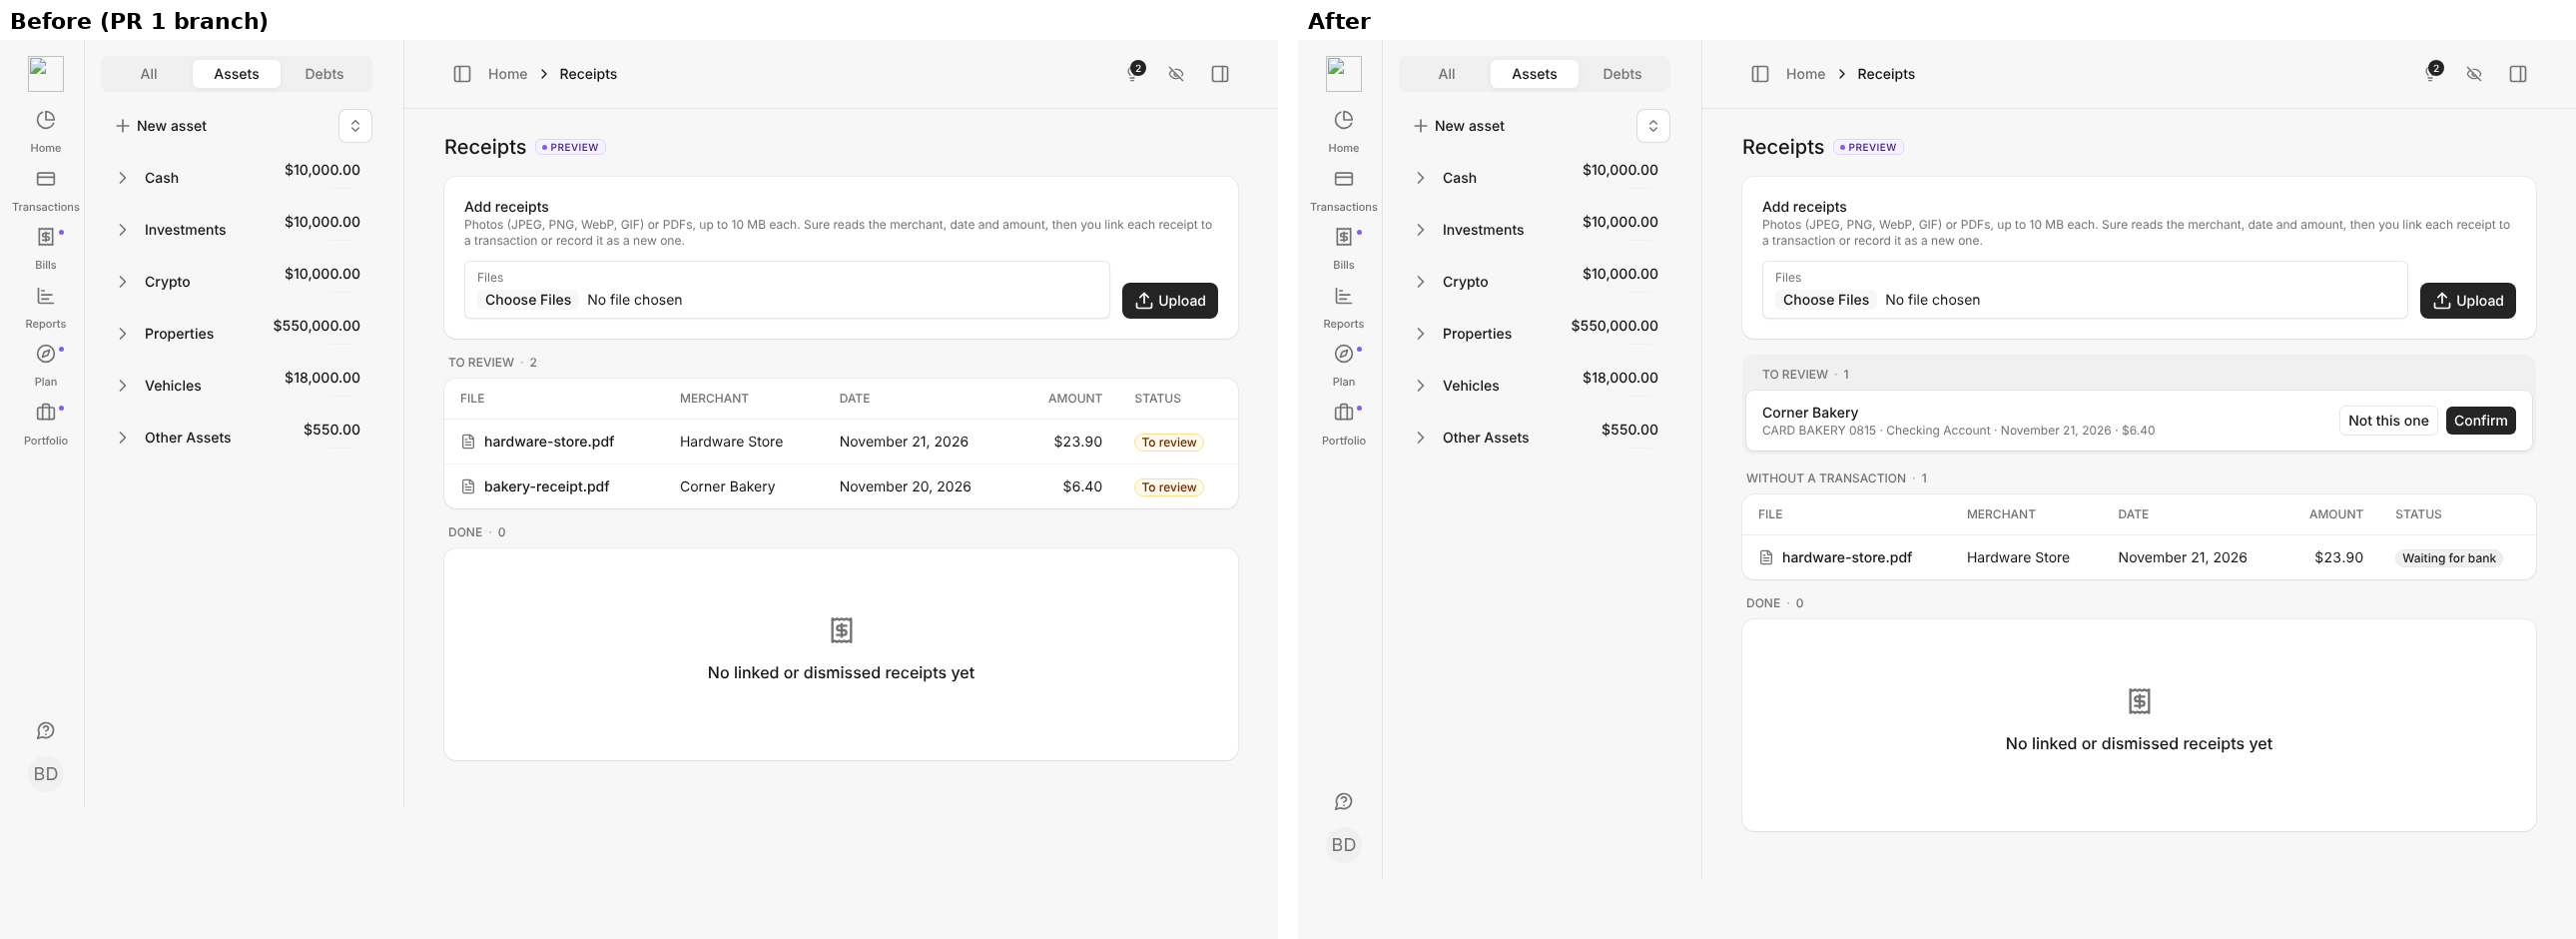 Before (PR 1 branch)
All
Assets
Debts
New asset
Cash
$10,000.00
Investments
$10,000.00
Crypto
$10,000.00
Properties
$550,000.00
Vehicles
$18,000.00
Other Assets
$550.00
Home
Transactions
Bills
Reports
Plan
Portfolio
BD
Home > Receipts
2
Receipts
PREVIEW
Add receipts
Photos (JPEG, PNG, WebP, GIF) or PDFs, up to 10 MB each. Sure reads the merchant, date and amount, then you link each receipt to
a transaction or record it as a new one.
Files
Choose Files No file chosen
Upload
TO REVIEW · 2
FILE MERCHANT DATE AMOUNT STATUS
hardware-store.pdf Hardware Store November 21, 2026 $23.90 To review
bakery-receipt.pdf Corner Bakery November 20, 2026 $6.40 To review
DONE · 0
No linked or dismissed receipts yet
After
All
Assets
Debts
New asset
Cash
$10,000.00
Investments
$10,000.00
Crypto
$10,000.00
Properties
$550,000.00
Vehicles
$18,000.00
Other Assets
$550.00
Home
Transactions
Bills
Reports
Plan
Portfolio
BD
Home > Receipts
2
Receipts
PREVIEW
Add receipts
Photos (JPEG, PNG, WebP, GIF) or PDFs, up to 10 MB each. Sure reads the merchant, date and amount, then you link each receipt to
a transaction or record it as a new one.
Files
Choose Files No file chosen
Upload
TO REVIEW · 1
Corner Bakery
CARD BAKERY 0815 · Checking Account · November 21, 2026 · $6.40
Not this one
Confirm
WITHOUT A TRANSACTION · 1
FILE MERCHANT DATE AMOUNT STATUS
hardware-store.pdf Hardware Store November 21, 2026 $23.90 Waiting for bank
DONE · 0
No linked or dismissed receipts yet